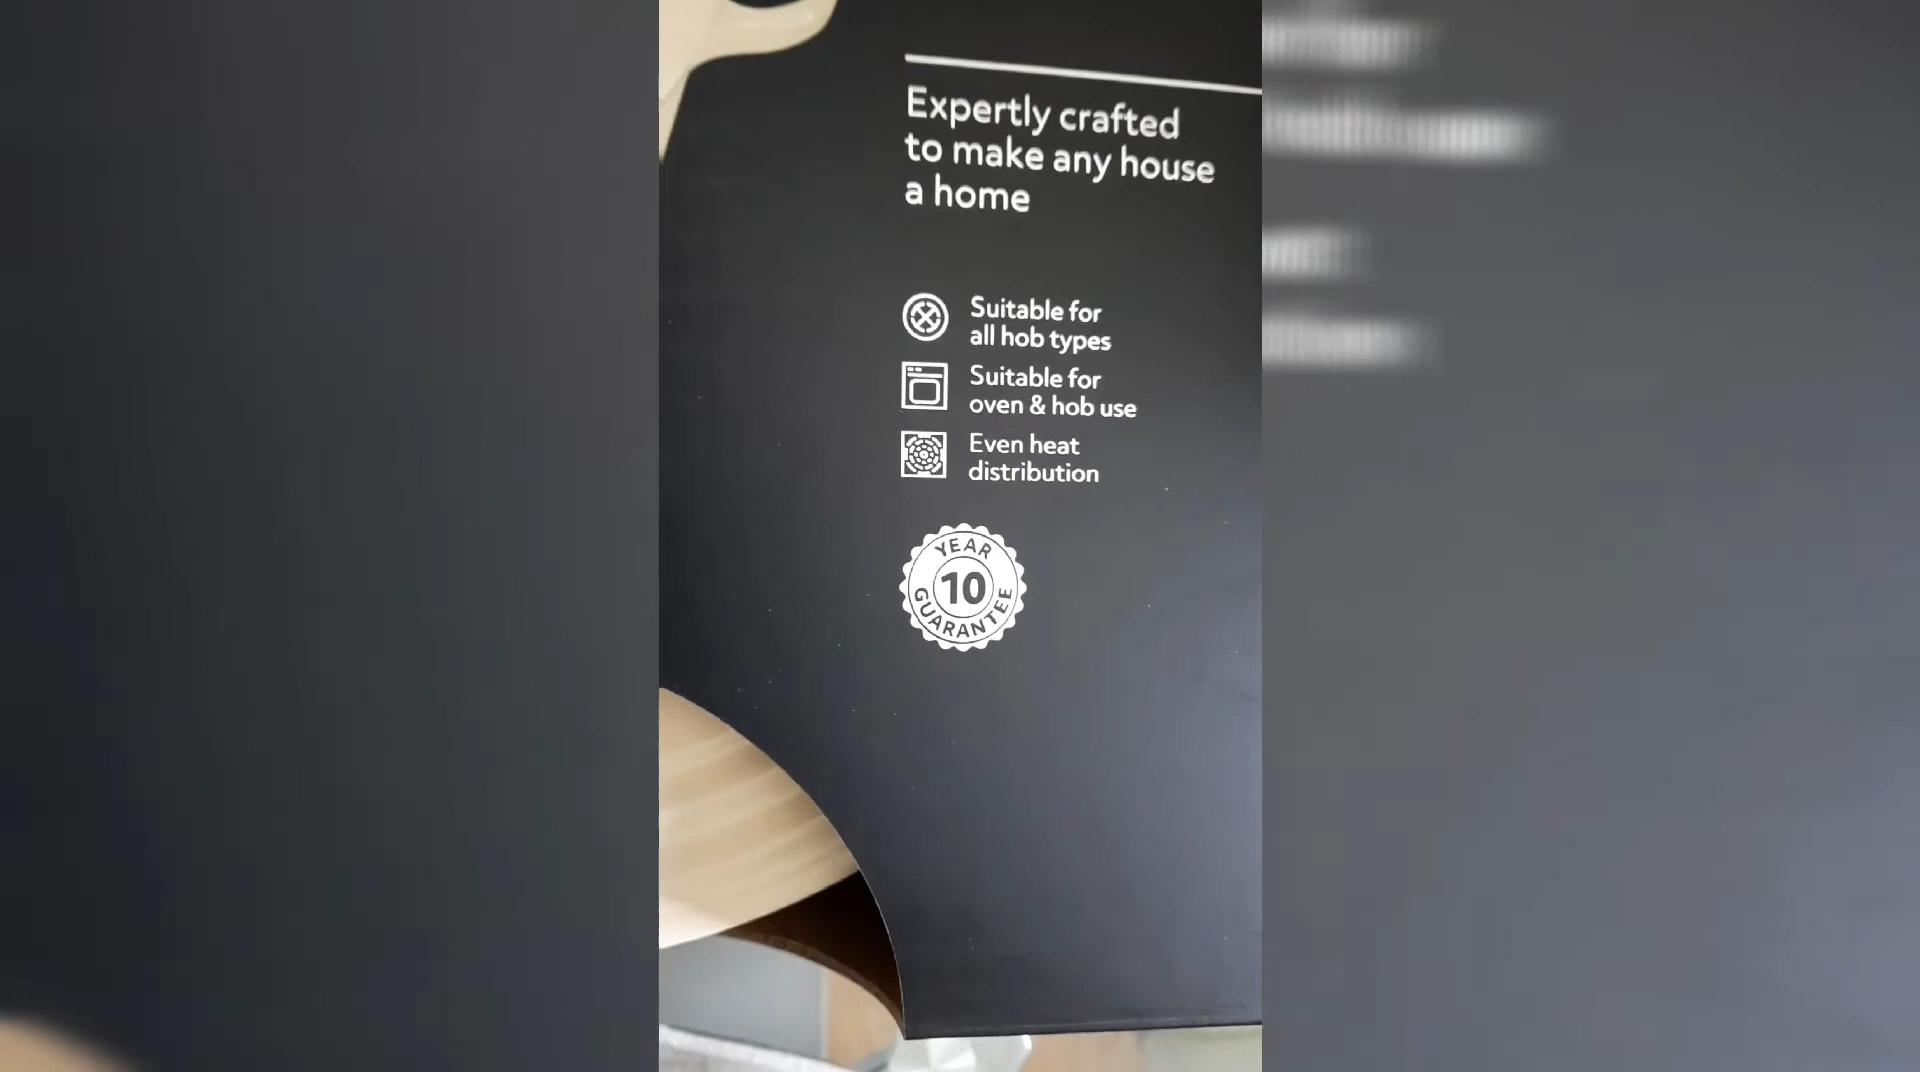 Expertly crafted
to make any house
a home
Suitable for
all hob types
Suitable for
oven & hob use
Even heat
distribution
YEAR
10
GUARANTEE